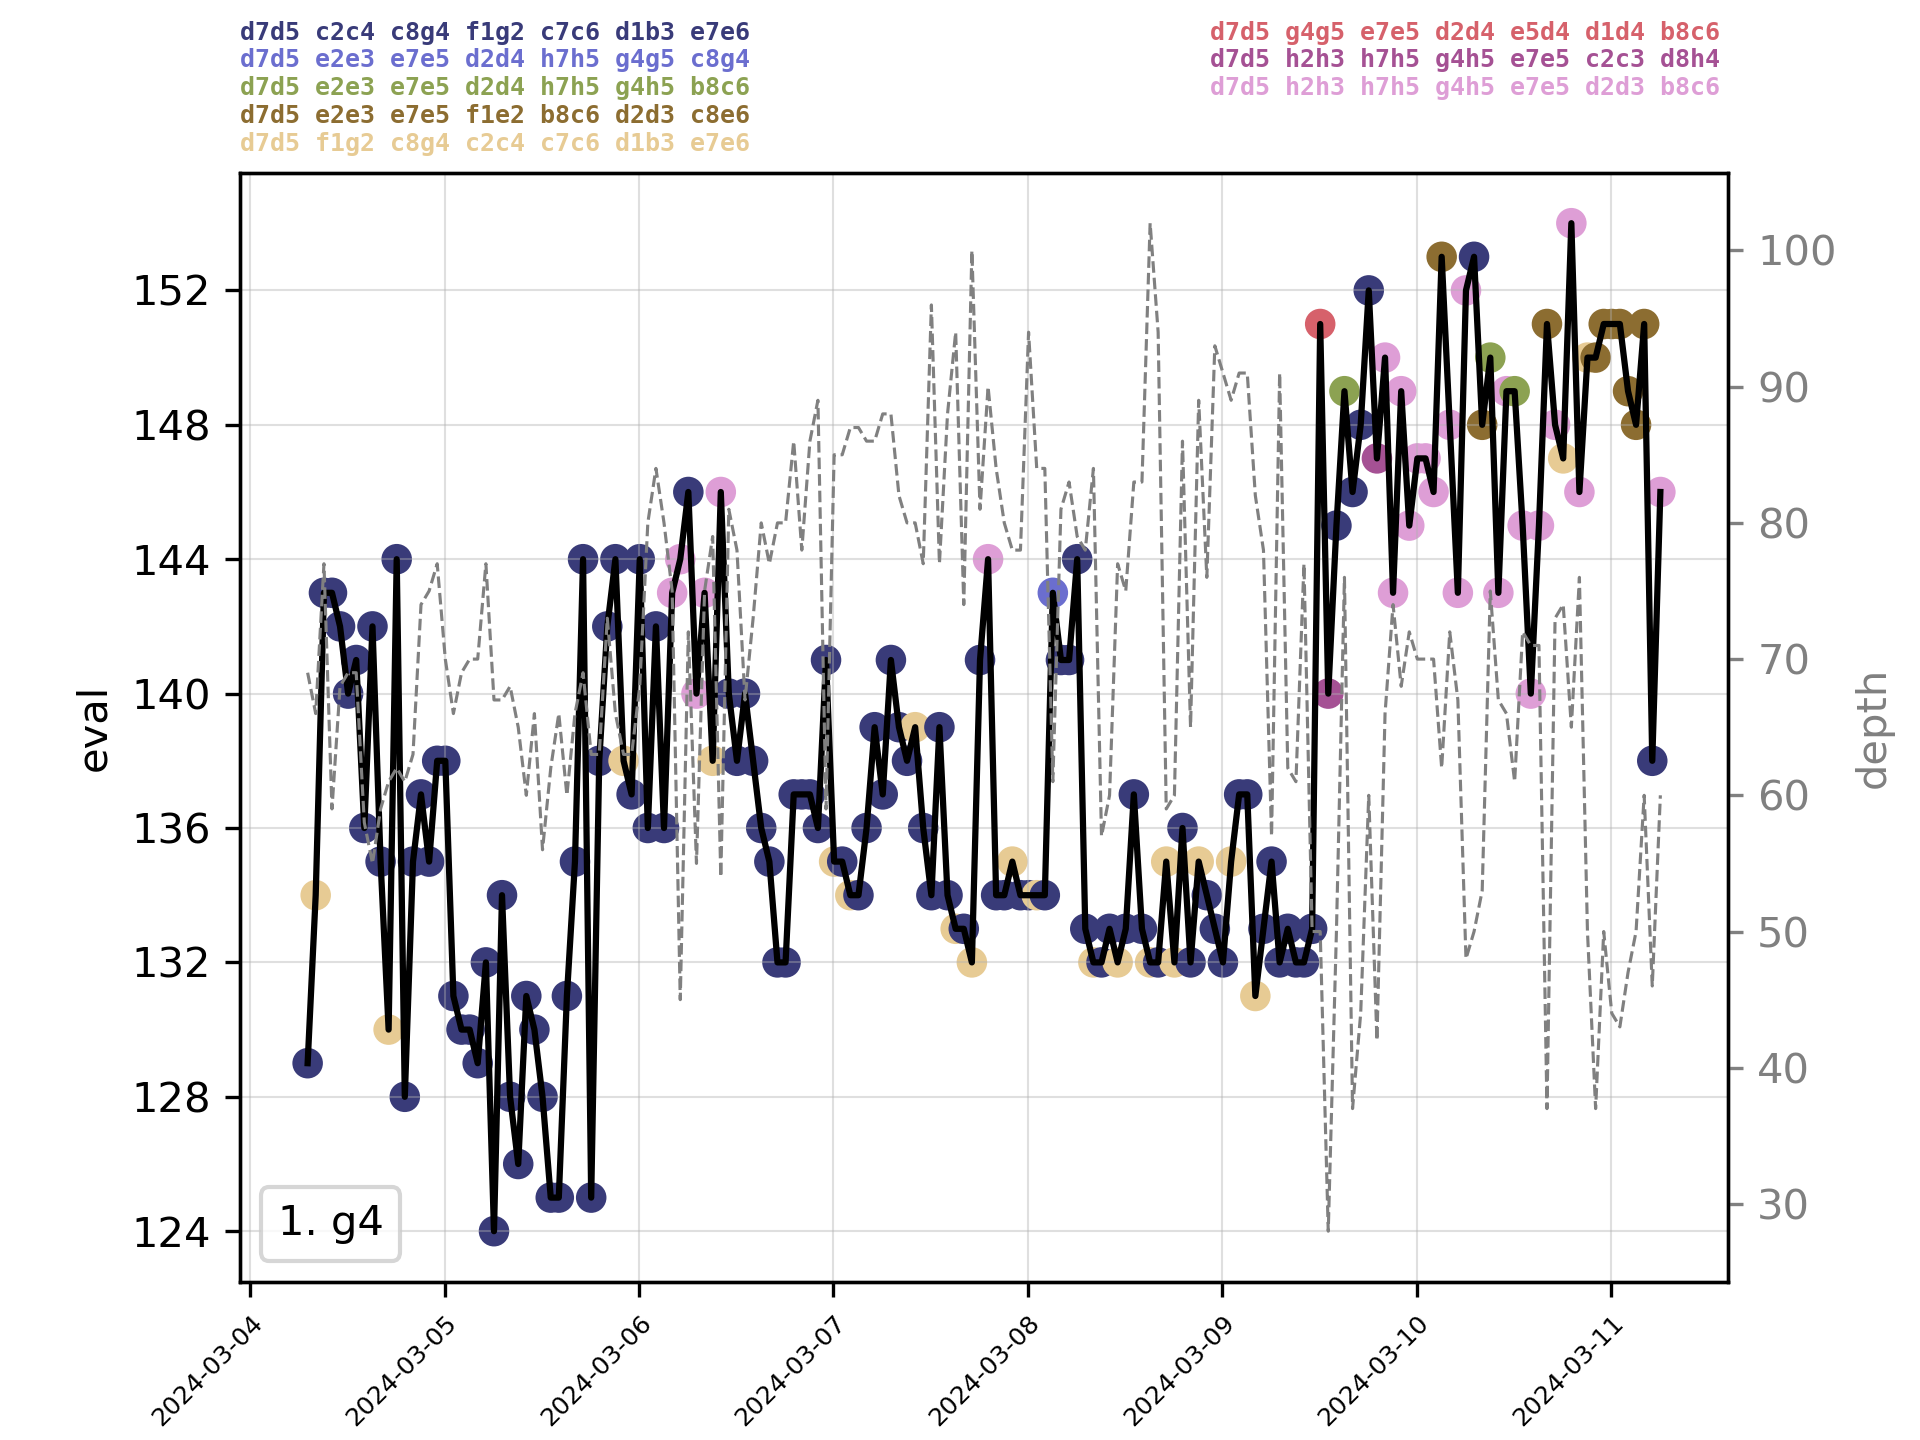 d7d5 c2c4 c8g4 f1g2 c7c6 d1b3 e7e6
d7d5 e2e3 e7e5 d2d4 h7h5 g4g5 c8g4
d7d5 e2e3 e7e5 d2d4 h7h5 g4h5 b8c6
d7d5 e2e3 e7e5 f1e2 b8c6 d2d3 c8e6
d7d5 f1g2 c8g4 c2c4 c7c6 d1b3 e7e6
d7d5 g4g5 e7e5 d2d4 e5d4 d1d4 b8c6
d7d5 h2h3 h7h5 g4h5 e7e5 c2c3 d8h4
d7d5 h2h3 h7h5 g4h5 e7e5 d2d3 b8c6
152
148
144
140
136
132
128
124
eval
100
90
80
70
60
50
40
30
depth
1. g4
2024-03-04
2024-03-05
2024-03-06
2024-03-07
2024-03-08
2024-03-09
2024-03-10
2024-03-11